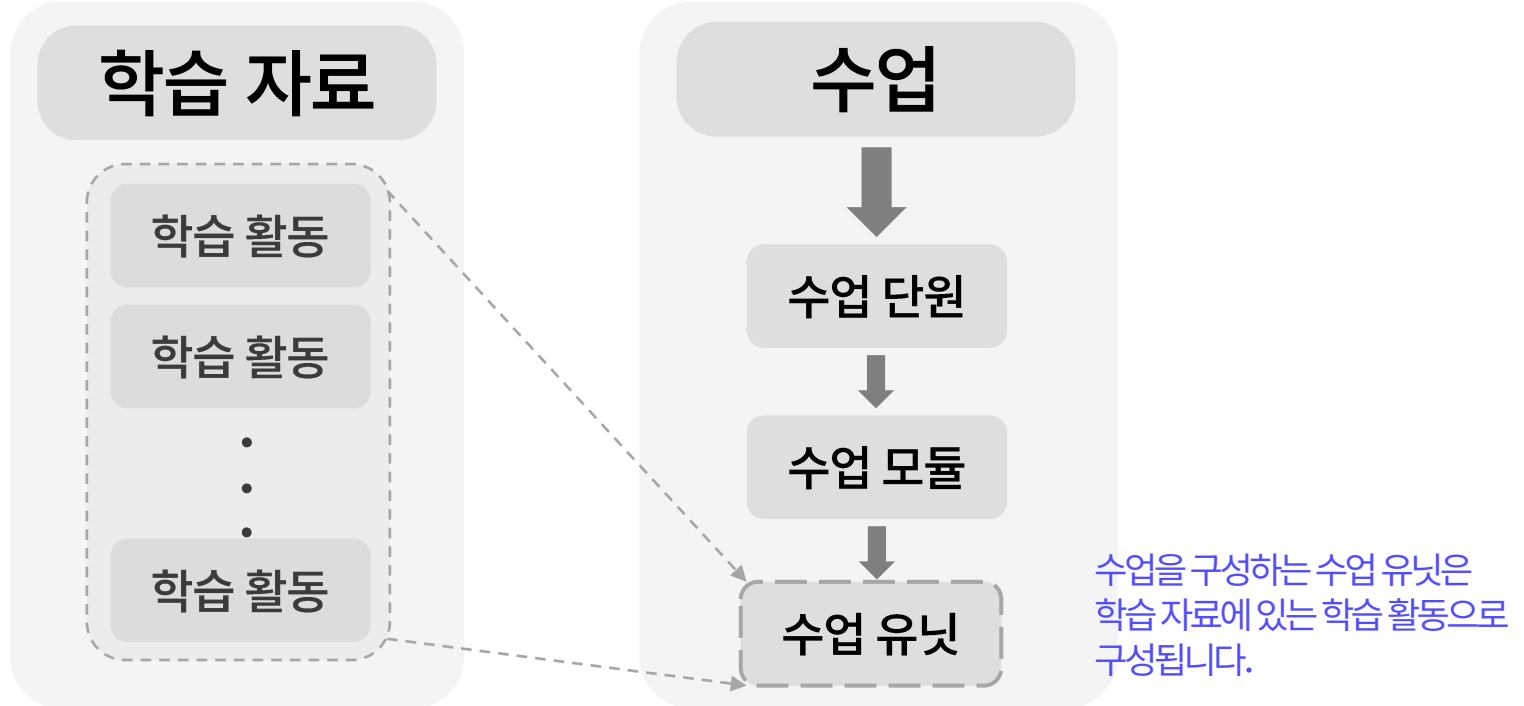 학습 자료
학습 활동
학습 활동
학습 활동
수업
수업 단원
수업 모듈
수업 유닛
수업을 구성하는 수업 유닛은
학습 자료에 있는 학습 활동으로
구성됩니다.